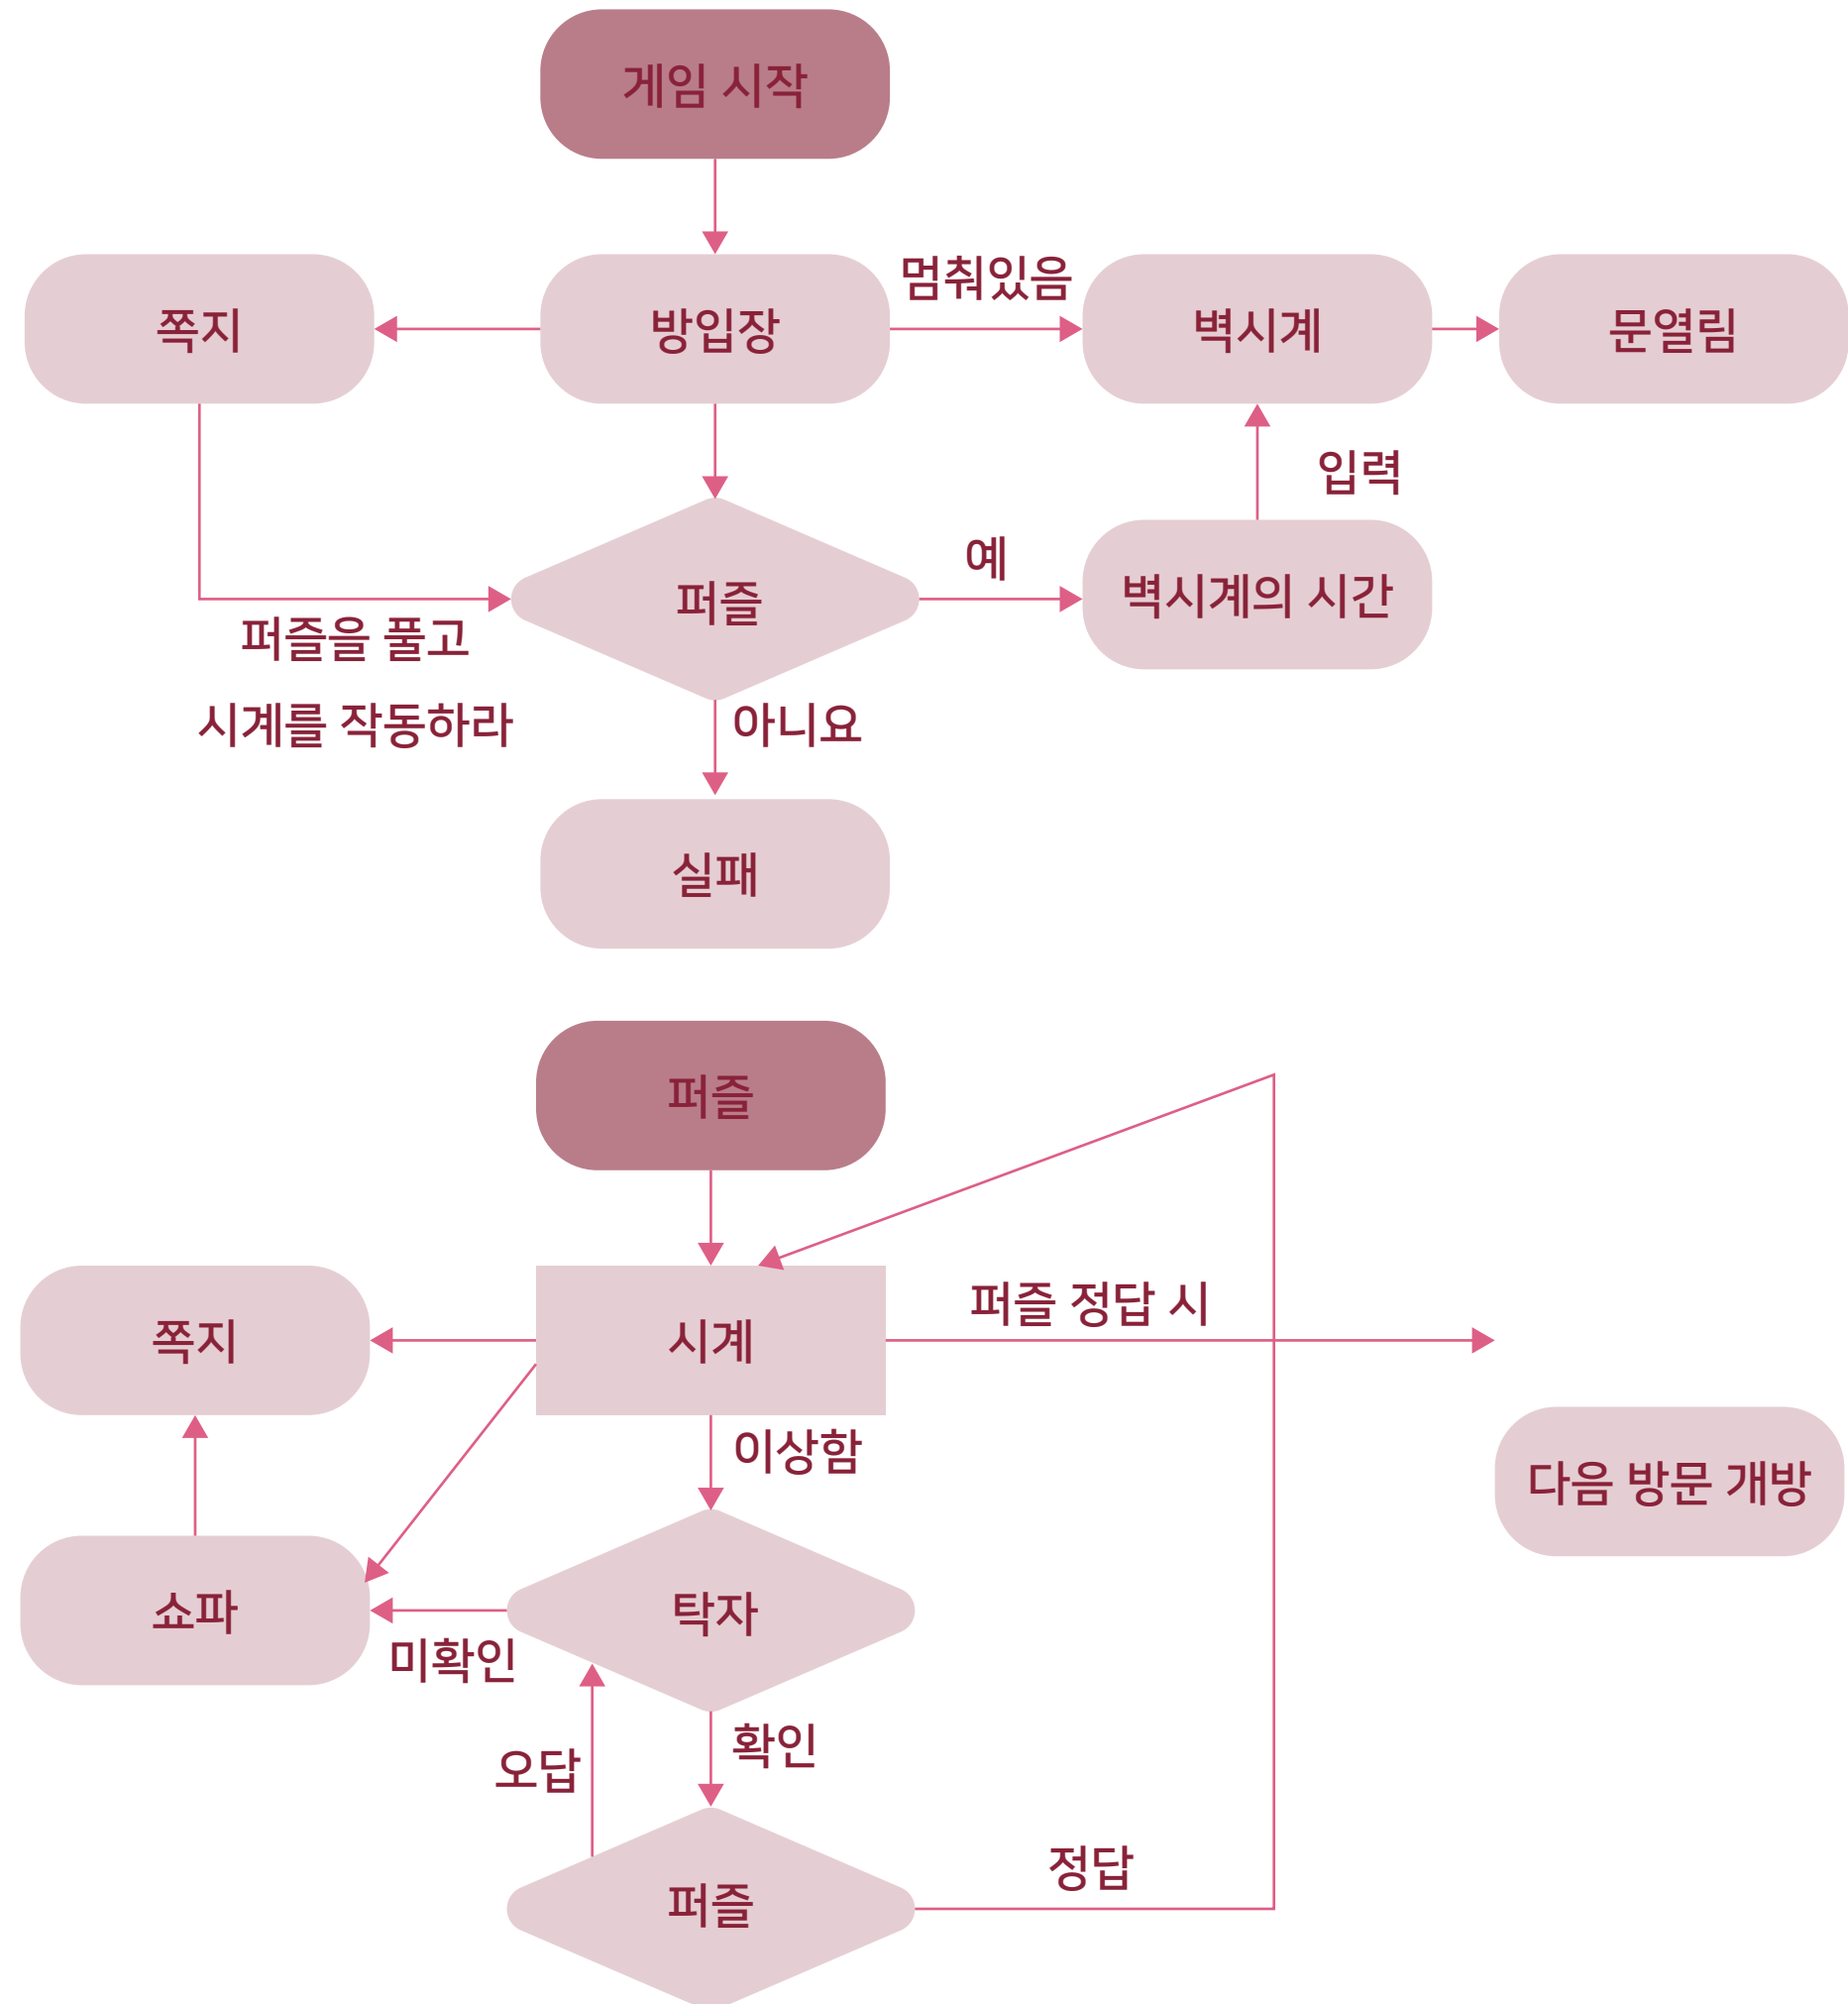 게임 시작
쪽지
방입장
멈춰있음
벽시계
문열림
입력
예
퍼즐
벽시계의 시간
퍼즐을 풀고
시계를 작동하라
아니요
실패
퍼즐
쪽지
시계
퍼즐 정답 시
이상함
다음 방문 개방
쇼파
탁자
미확인
확인
오답
정답
퍼즐